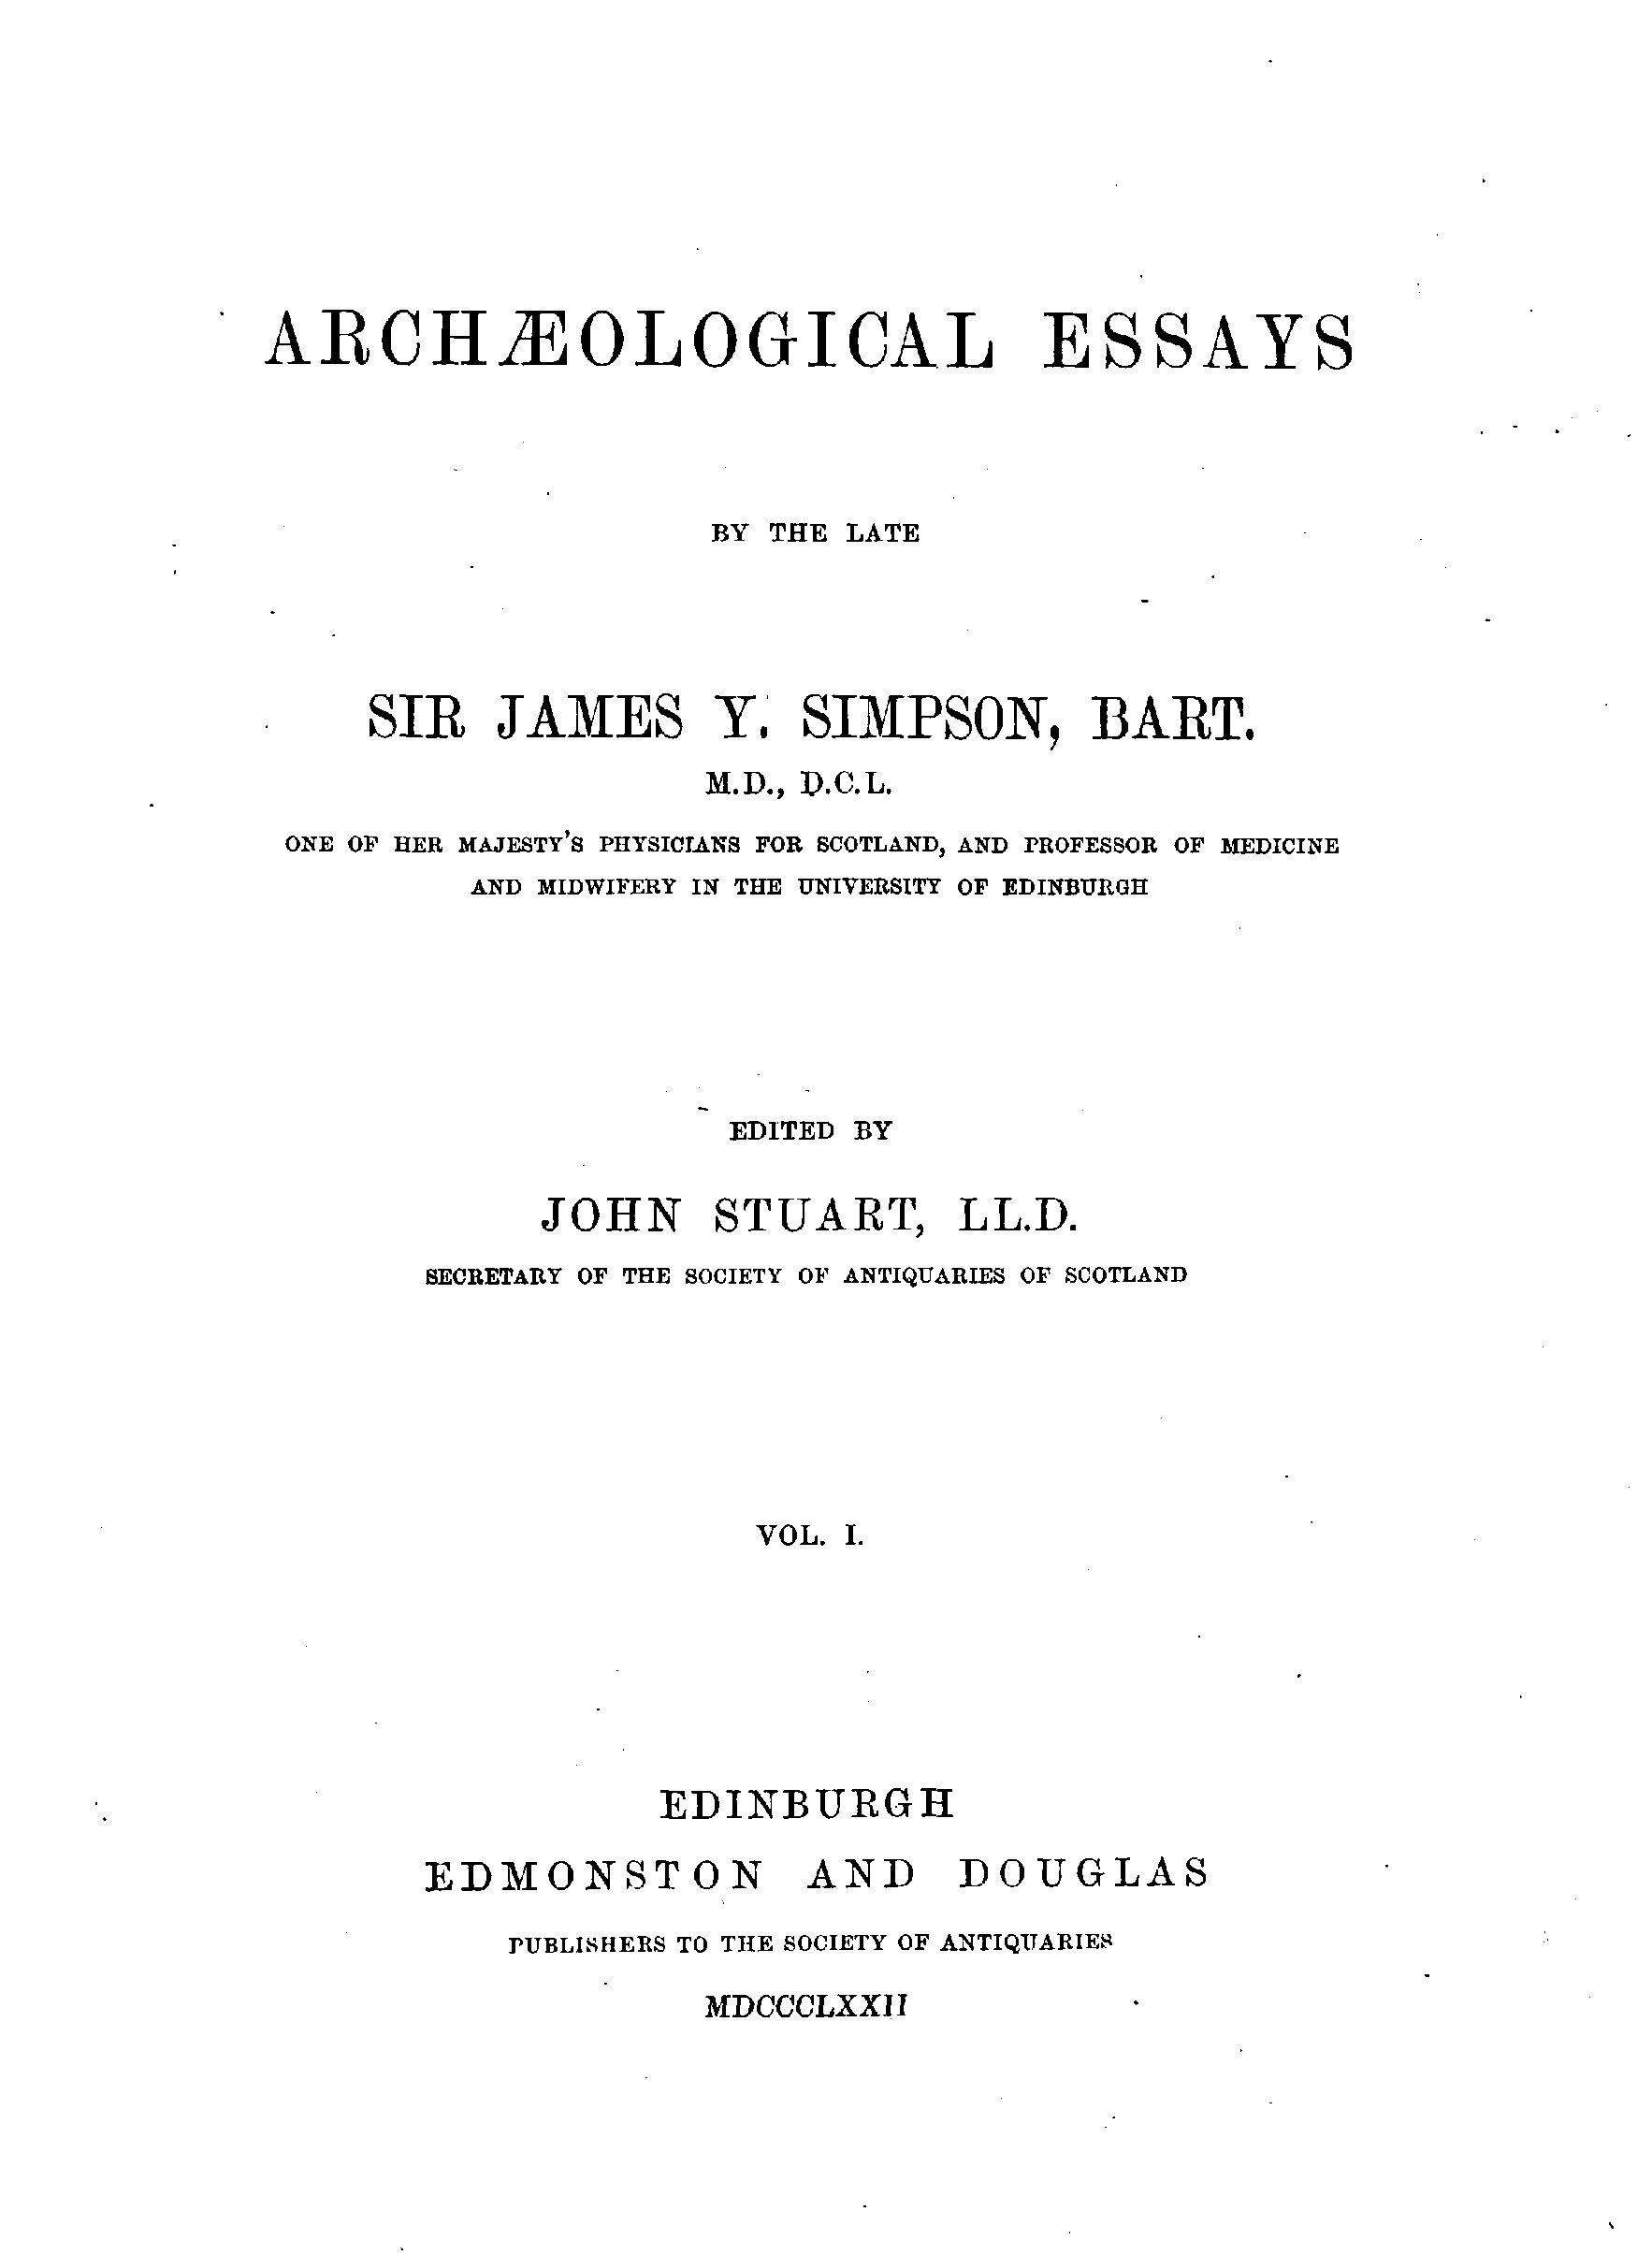 ARCHÆOLOGICAL ESSAYS
BY THE LATE
SIR JAMES Y. SIMPSON, BART.
M.D., D.C.L.
ONE OF HER MAJESTY'S PHYSICIANS FOR SCOTLAND, AND PROFESSOR OF MEDICINE
AND MIDWIFERY IN THE UNIVERSITY OF EDINBURGH
EDITED BY
JOHN STUART, LL.D.
SECRETARY OF THE SOCIETY OF ANTIQUARIES OF SCOTLAND
VOL. I.
EDINBURGH
EDMONSTON AND DOUGLAS
PUBLISHERS TO THE SOCIETY OF ANTIQUARIES
MDCCCLXXII